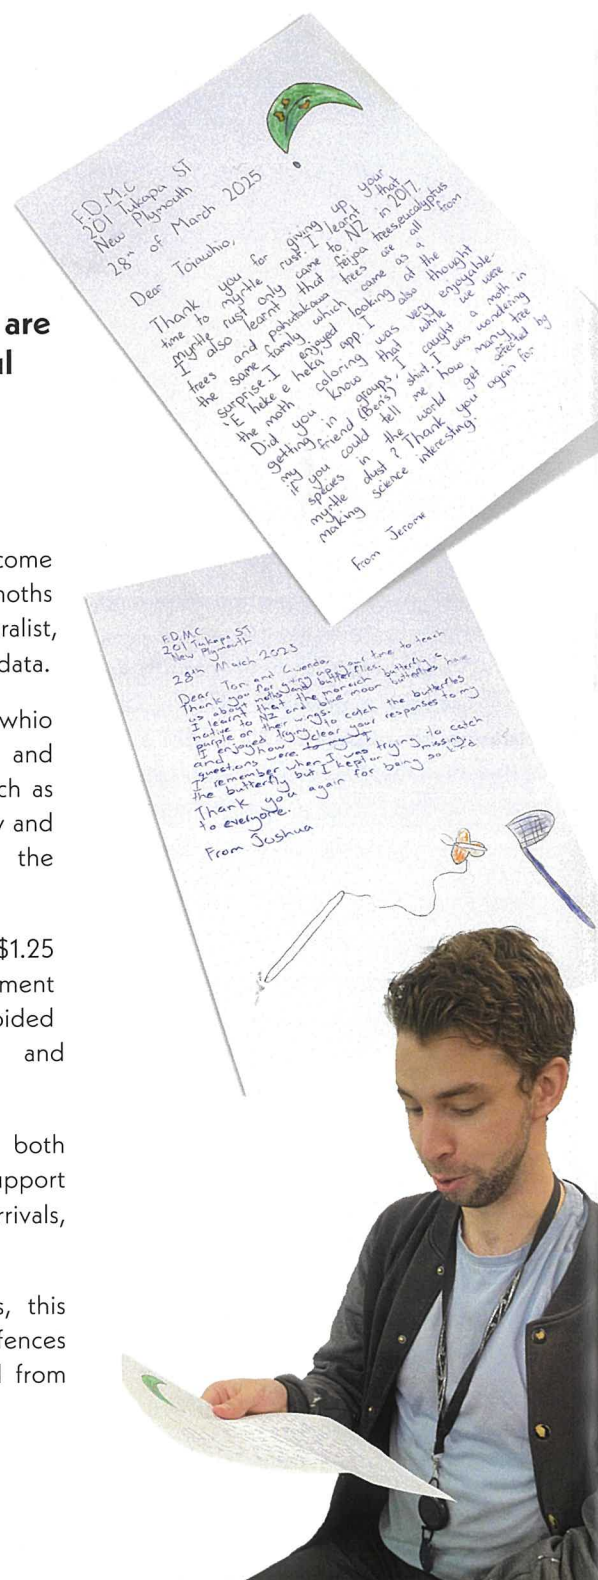 are
come
moths
ralist,
data.
whio
and
ch as
y and
the
$1.25
ment
oided
and
both
upport
rrivals,
s, this
fences
from
F.D.M.C
201 Tukapa ST
New Plymouth
28th of March 2025
Dear Toiawhio,
Thank you for giving up your
time to myrtle rust. I learnt that
myrtle rust only came to NZ in 2017.
I also learnt that feijoa trees, eucalyptus
trees and pohutakawa trees are all from
the same family which came as a
surprise. I enjoyed looking at the
'E heke e heka' app. I also thought
the moth coloring was very enjoyable.
Did you know that while we were
getting in groups, I caught a moth in
my friend (Ben's) shirt. I was wondering
if you could tell me how many tree
species in the world get affected by
myrtle dust? Thank you again for
making science interesting.
From Jerome
F.D.M.C
201 Tukapa ST
New Plymouth
28th March 2025
Dear, Ton and Gwenda
Thank you for giving up your time to teach
us about moths and butterflies.
I learnt that the monarch butterfly is
native to NZ and blue moon butterflies have
purple on their wings.
I enjoyed trying to catch the butterflies
and how clear your responses to my
questions were
I remember when I was trying to catch
the butterfly but I kept on missing.
Thank you again for being so kind
to everyone.
From Joshua